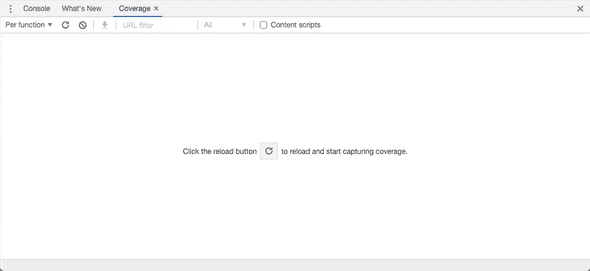 Console What's New Coverage
Per function URL filter All Content scripts
Click the reload button to reload and start capturing coverage.